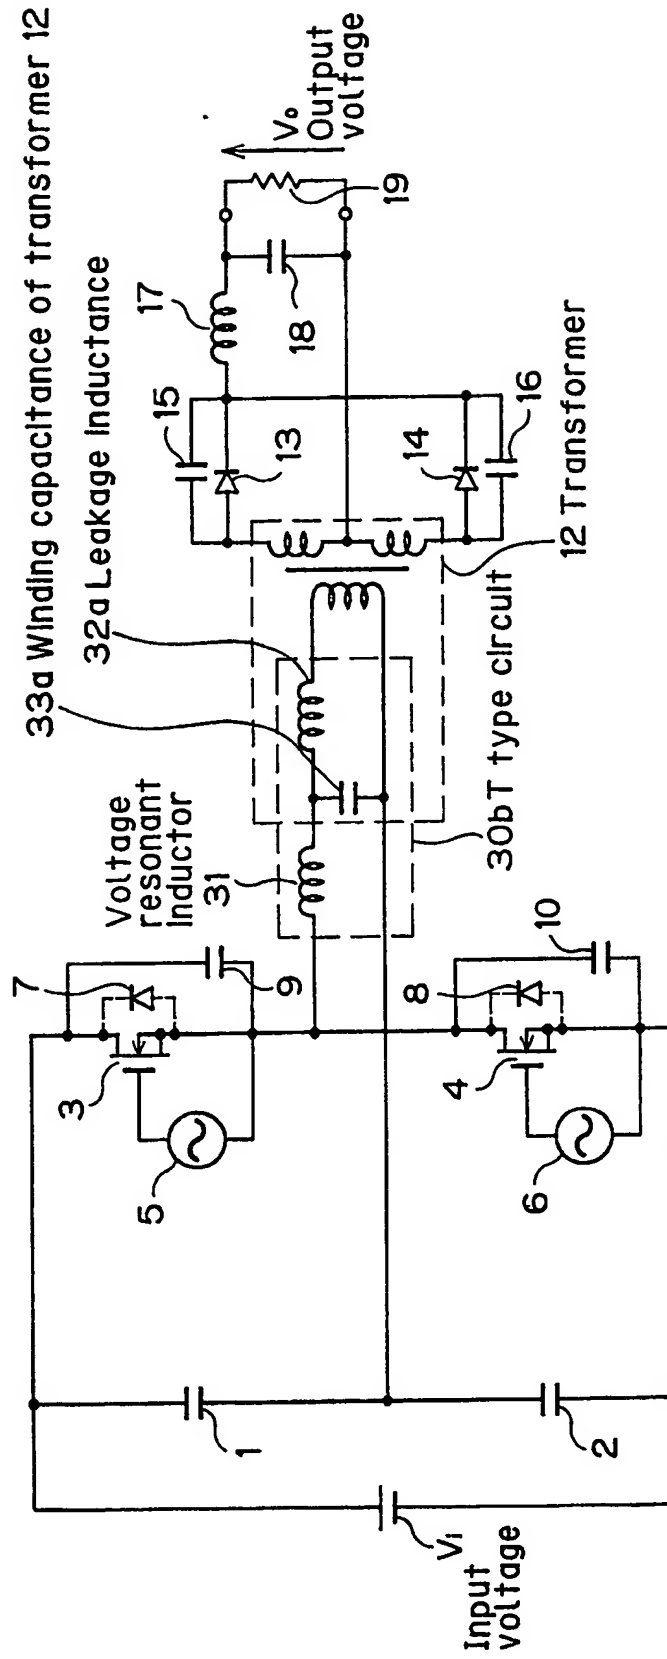 33a Winding capacitance of transformer 12
32a Leakage Inductance
Voltage
resonant
Inductor
31
7
3
5
9
15
13
17
18
19
Vo
Output
voltage
14
16
12 Transformer
30bT type circuit
8
4
6
10
1
2
Vi
Input
voltage